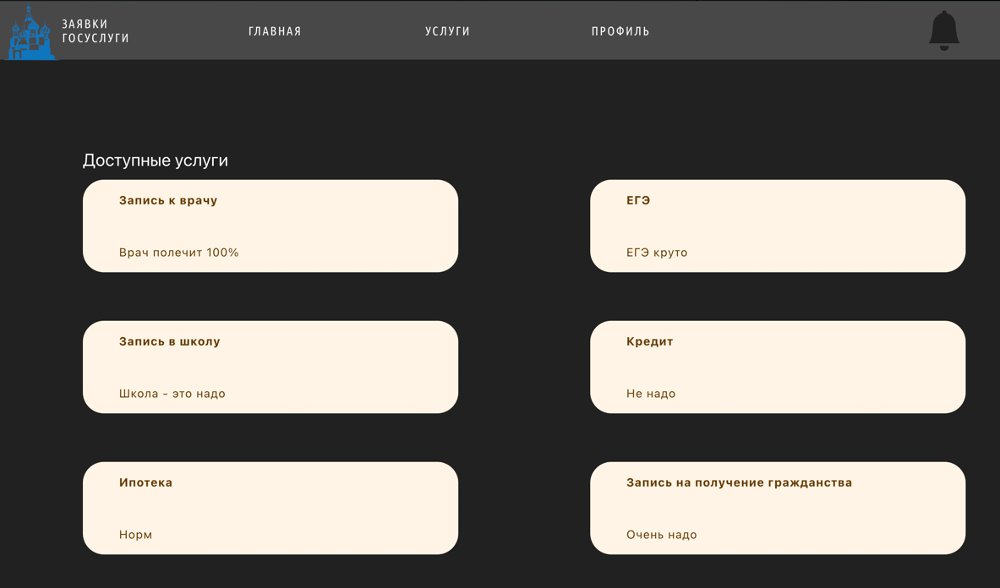 ЗАЯВКИ
ГОСУСЛУГИ
ГЛАВНАЯ
УСЛУГИ
ПРОФИЛЬ
Доступные услуги
Запись к врачу
Врач полечит 100%
ЕГЭ
ЕГЭ круто
Запись в школу
Школа - это надо
Кредит
Не надо
Ипотека
Норм
Запись на получение гражданства
Очень надо